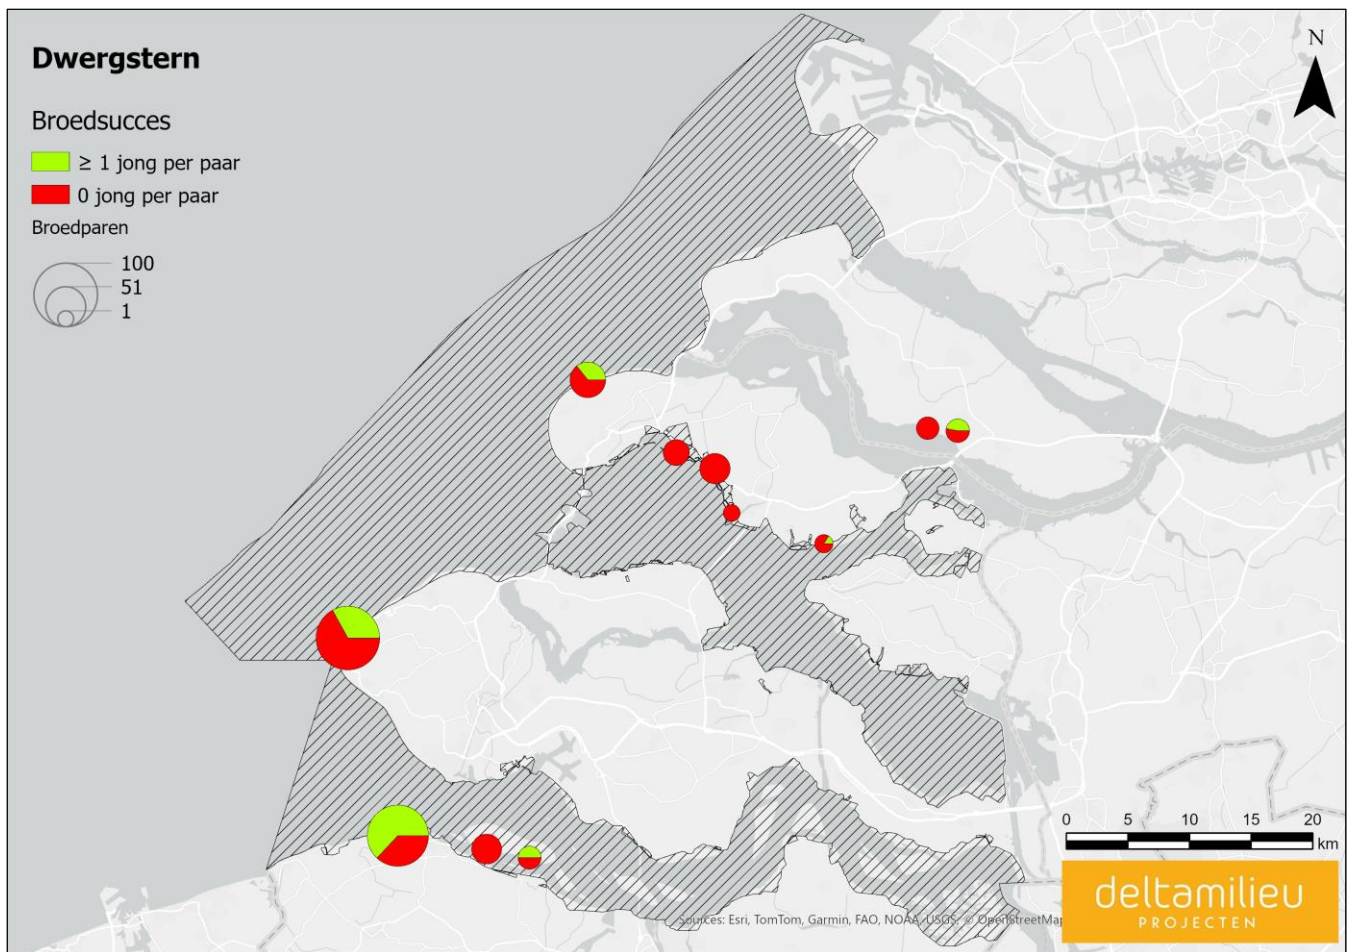 Dwergstern
Broedsucces
≥ 1 jong per paar
0 jong per paar
Broedparen
100
51
1
N
0 5 10 15 20
km
Sources: Esri, TomTom, Garmin, FAO, NOAA, USGS, © OpenStreetMap
deltamilieu
PROJECTEN